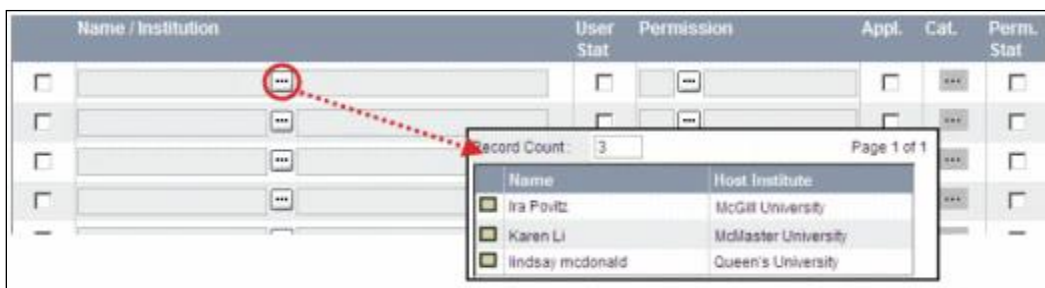 Name / Institution User Stat Permission Appl. Cat. Perm. Stat
Record Count: 3 Page 1 of 1
Name Host Institute
Ira Povitz McGill University
Karen Li McMaster University
lindsay mcdonald Queen's University